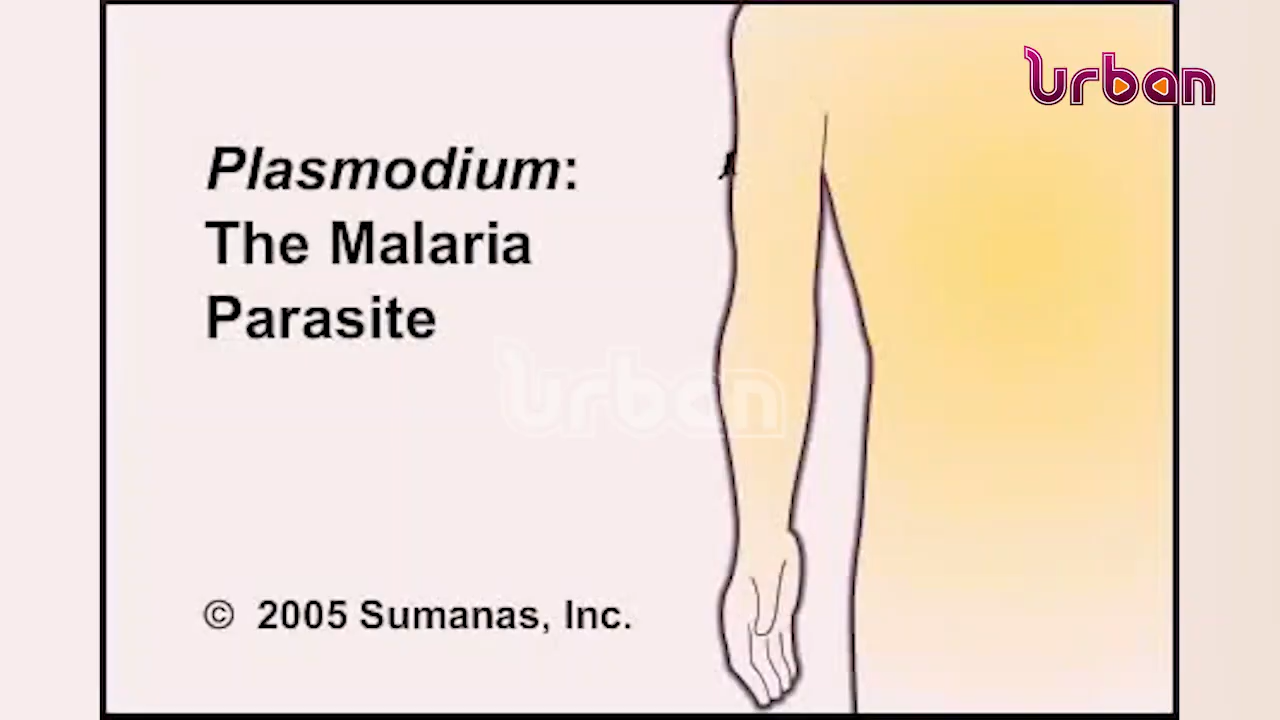 Urban
Plasmodium:
The Malaria
Parasite
Urban
© 2005 Sumanas, Inc.